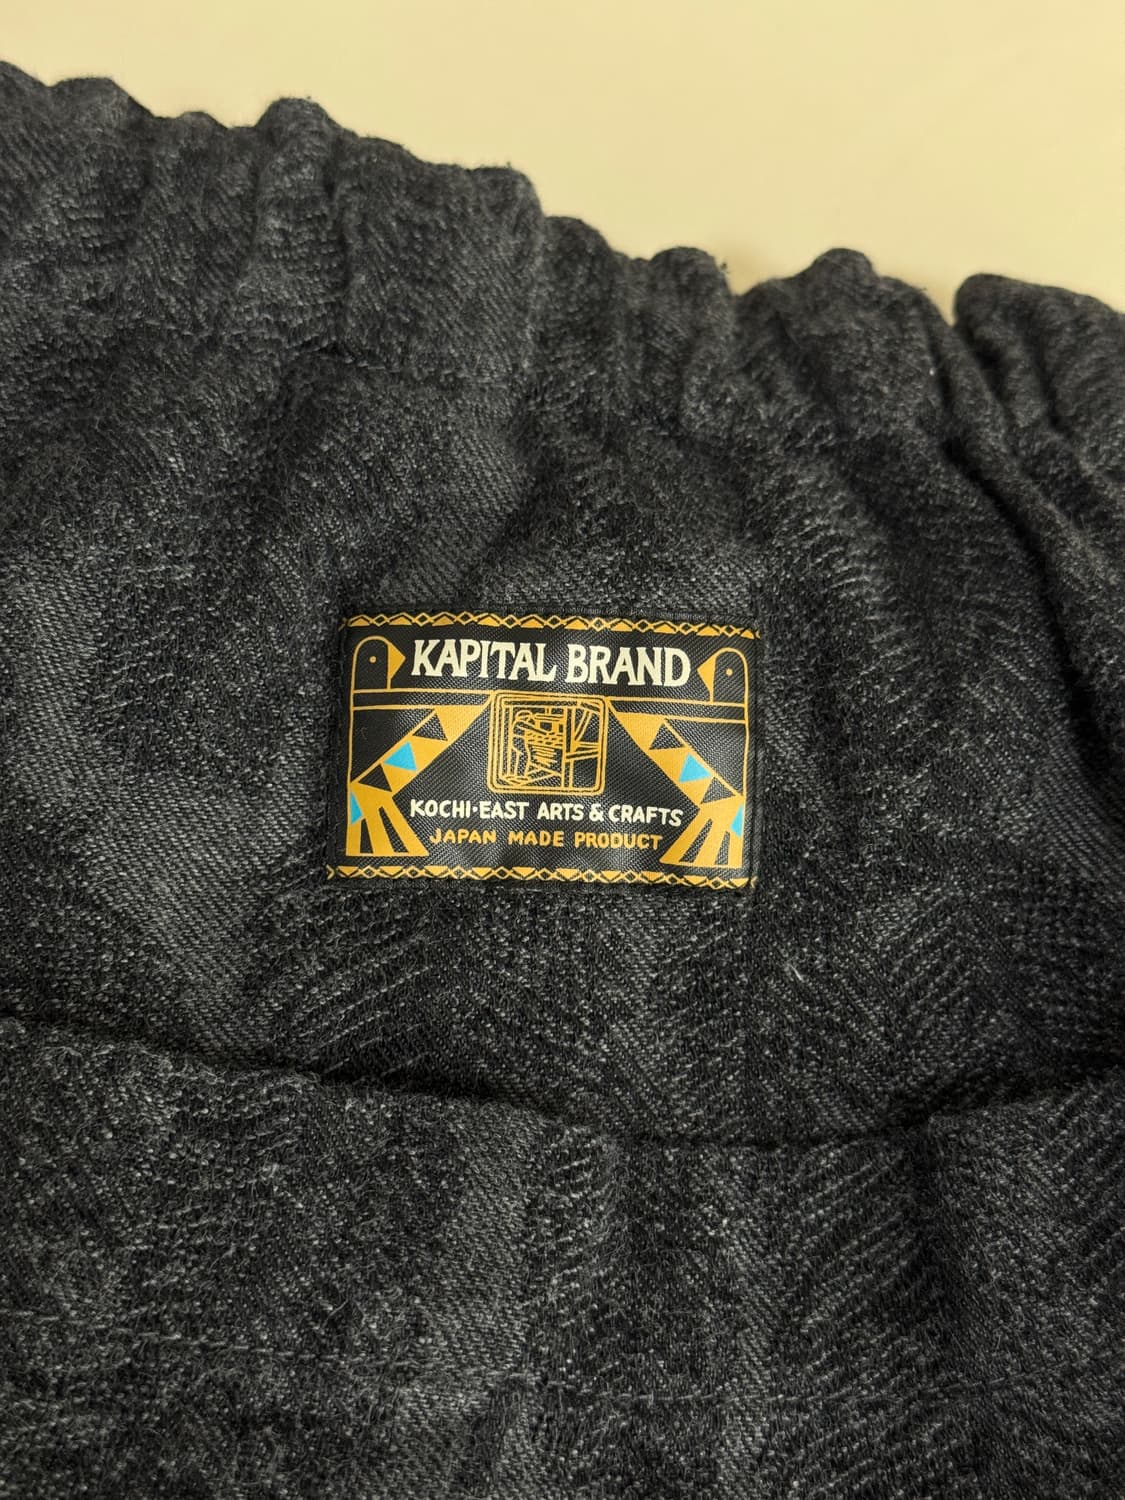 KAPITAL BRAND
KOCHI·EAST ARTS & CRAFTS
JAPAN MADE PRODUCT